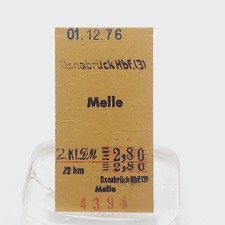 01.12.76
Osnabrück Hbf.(3)
Melle
2.Kl.DM 2,80
2,80
22 km
Osnabrück Hbf(3)
Melle
4396